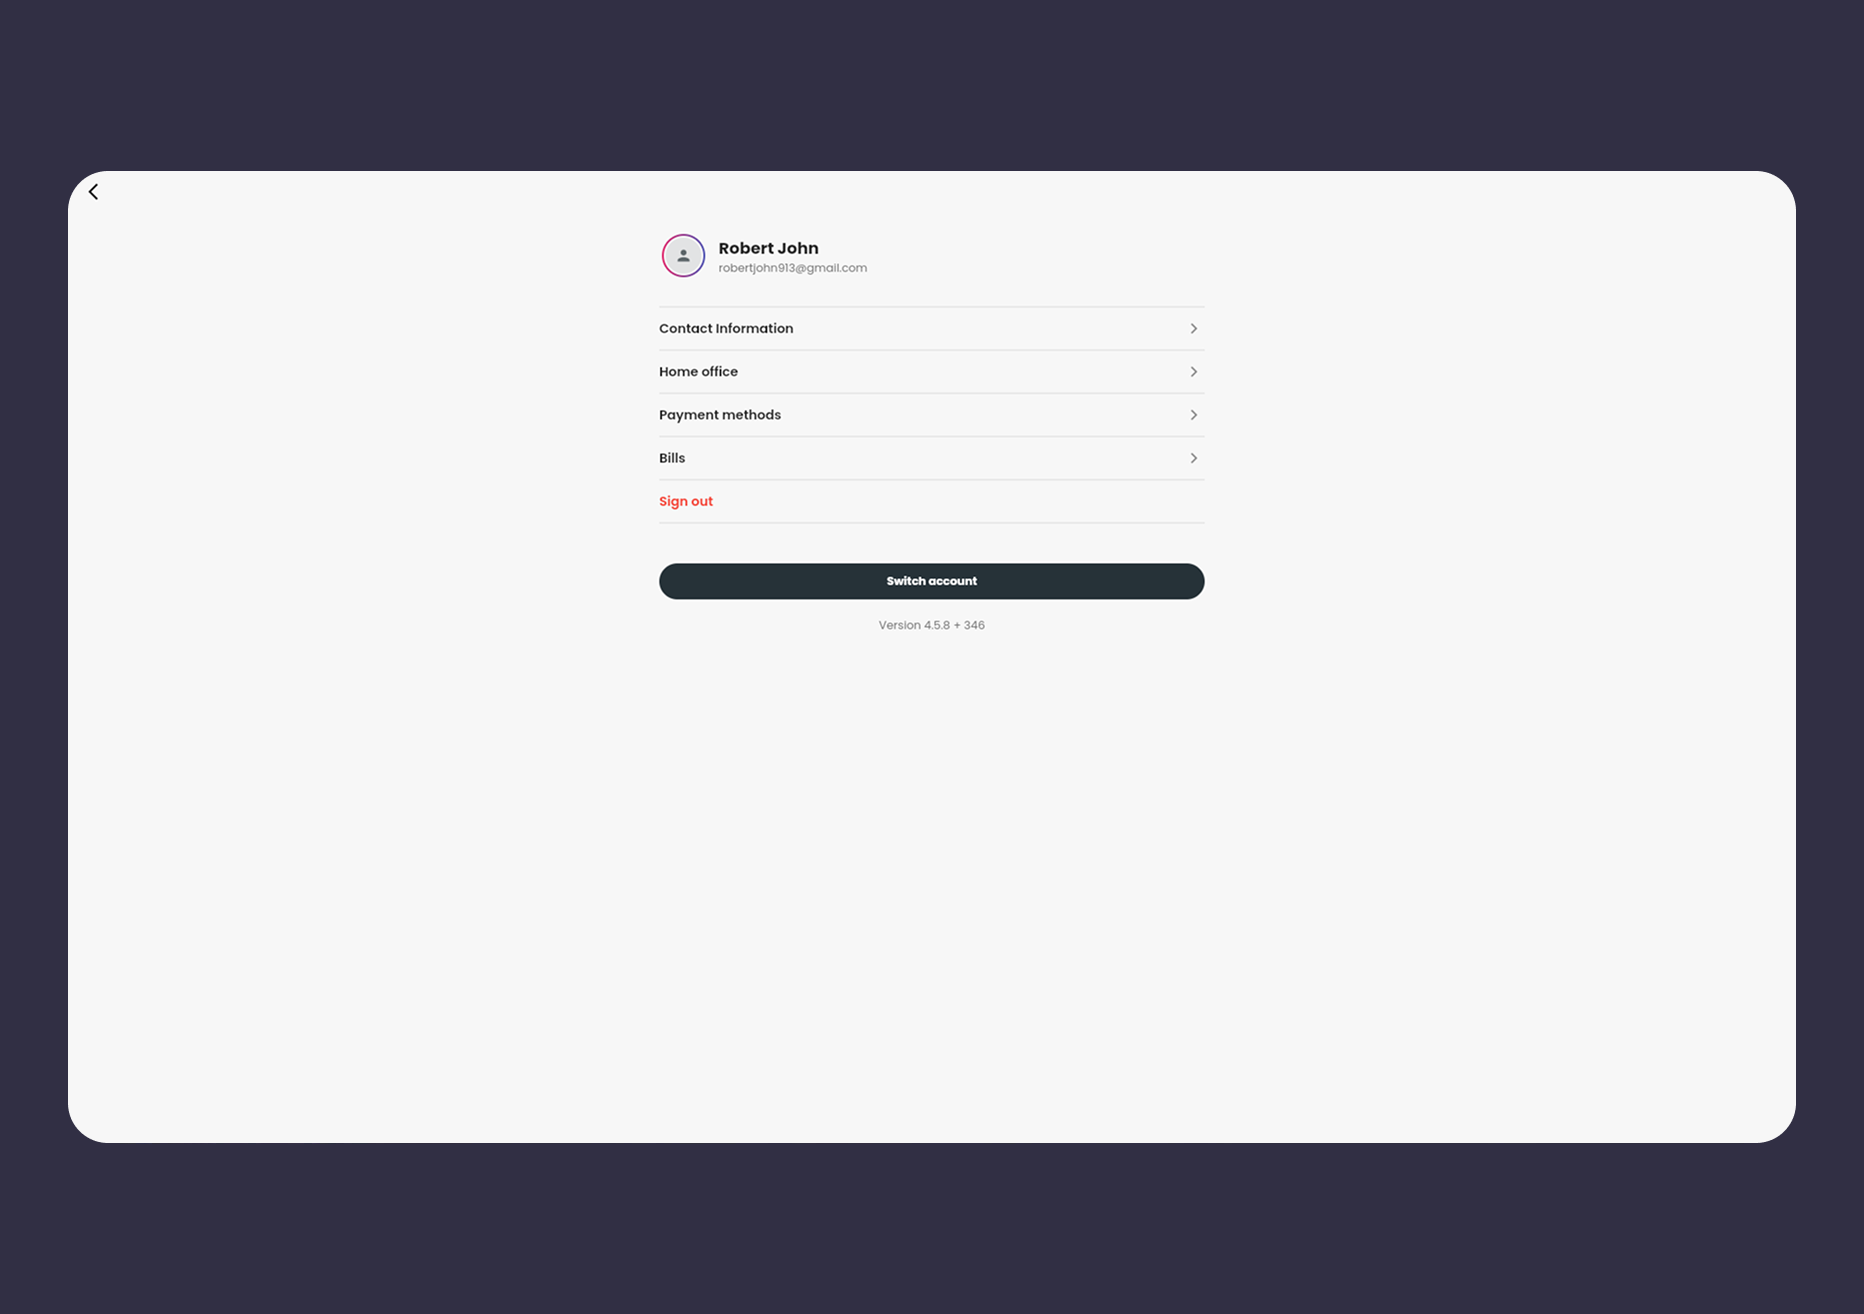 Robert John
robertjohn913@gmail.com
Contact Information
Home office
Payment methods
Bills
Sign out
Switch account
Version 4.5.8 + 346